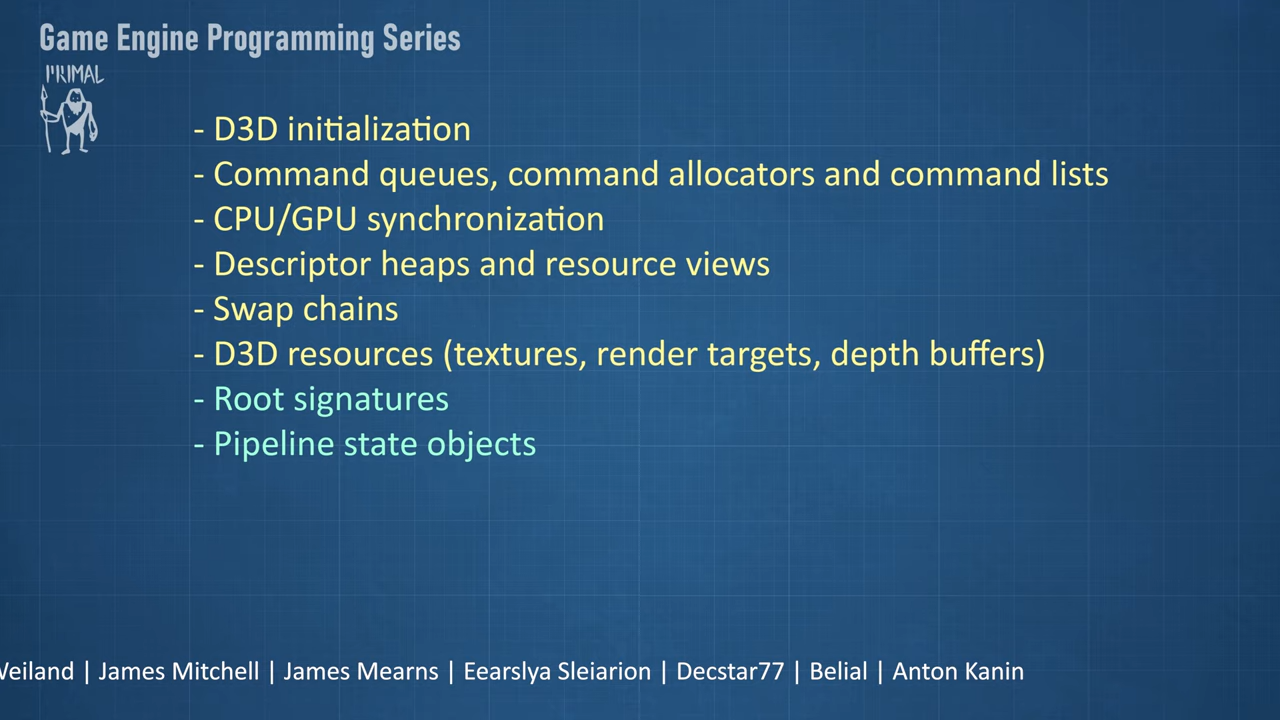 Game Engine Programming Series
PRIMAL
- D3D initialization
- Command queues, command allocators and command lists
- CPU/GPU synchronization
- Descriptor heaps and resource views
- Swap chains
- D3D resources (textures, render targets, depth buffers)
- Root signatures
- Pipeline state objects
Weiland | James Mitchell | James Mearns | Eearslya Sleiarion | Decstar77 | Belial | Anton Kanin